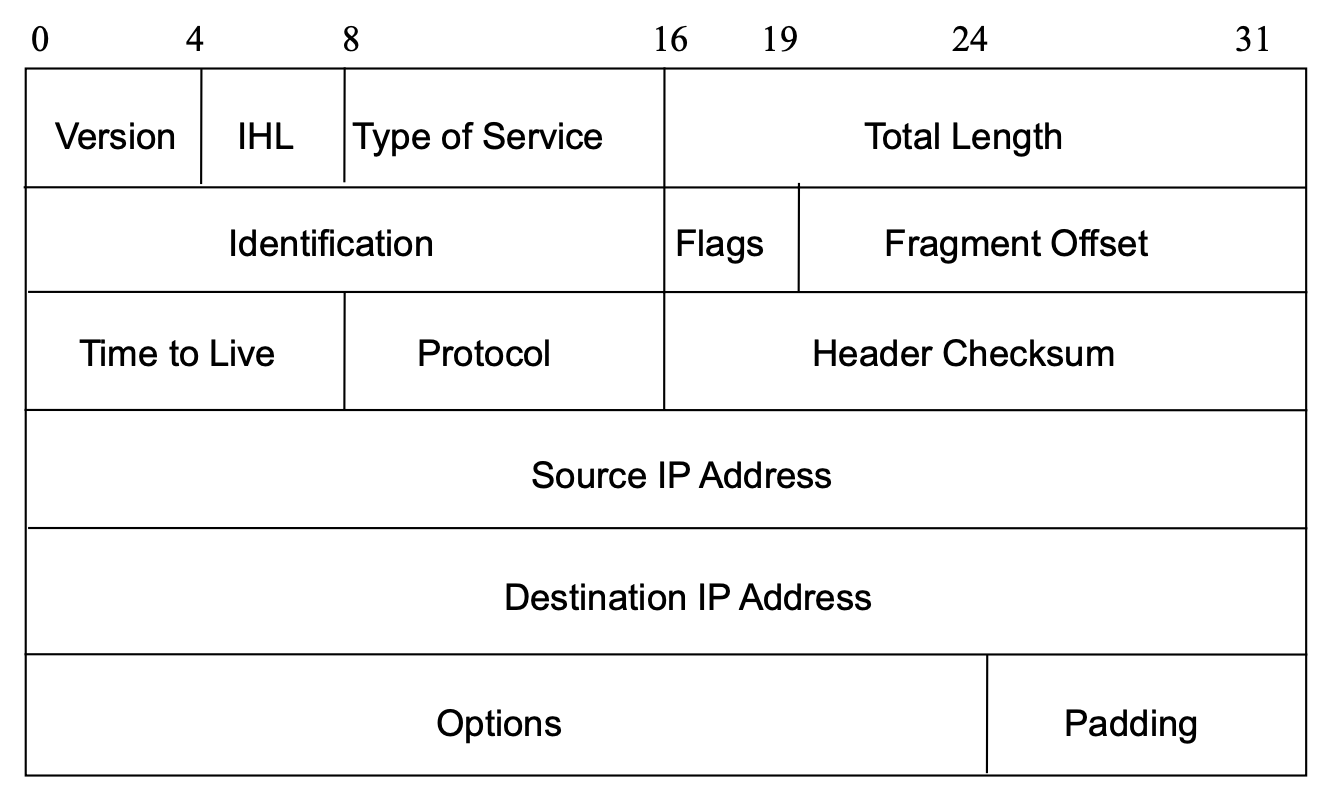 0 4 8 16 19 24 31
Version IHL Type of Service Total Length
Identification Flags Fragment Offset
Time to Live Protocol Header Checksum
Source IP Address
Destination IP Address
Options Padding